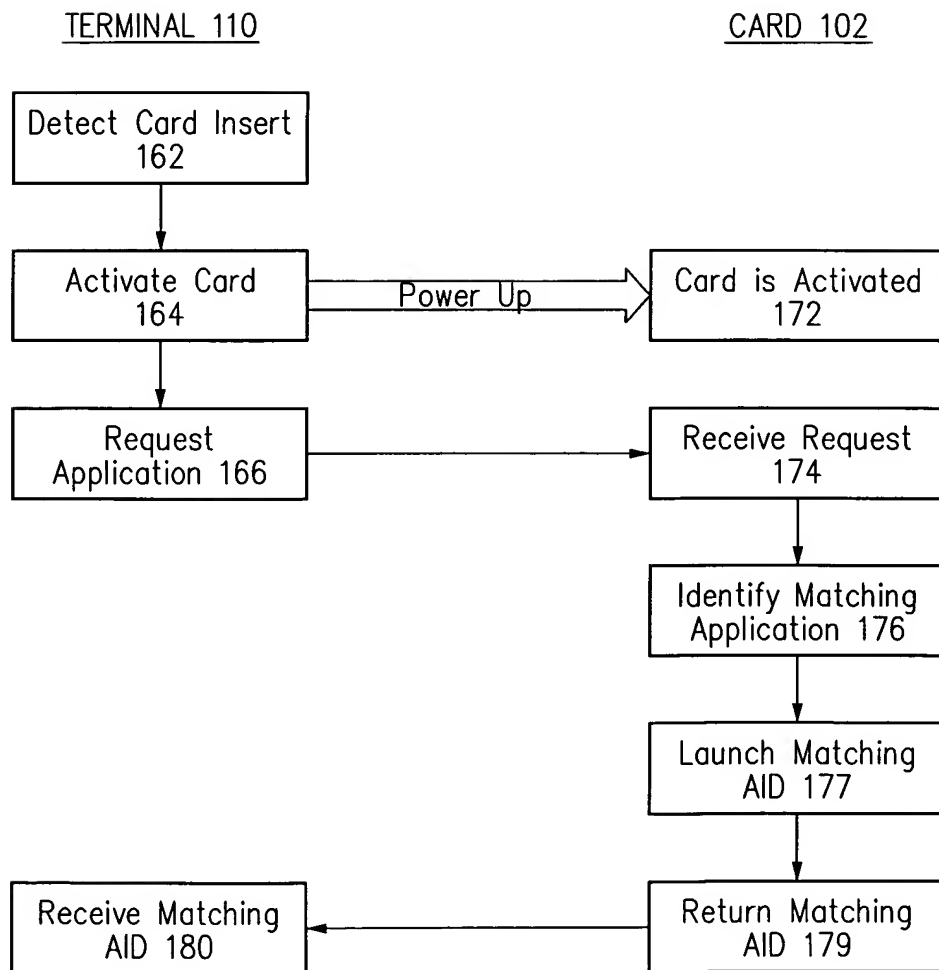 TERMINAL 110
CARD 102
Detect Card Insert
162
Activate Card
164
Power Up
Card is Activated
172
Request
Application 166
Receive Request
174
Identify Matching
Application 176
Launch Matching
AID 177
Receive Matching
AID 180
Return Matching
AID 179